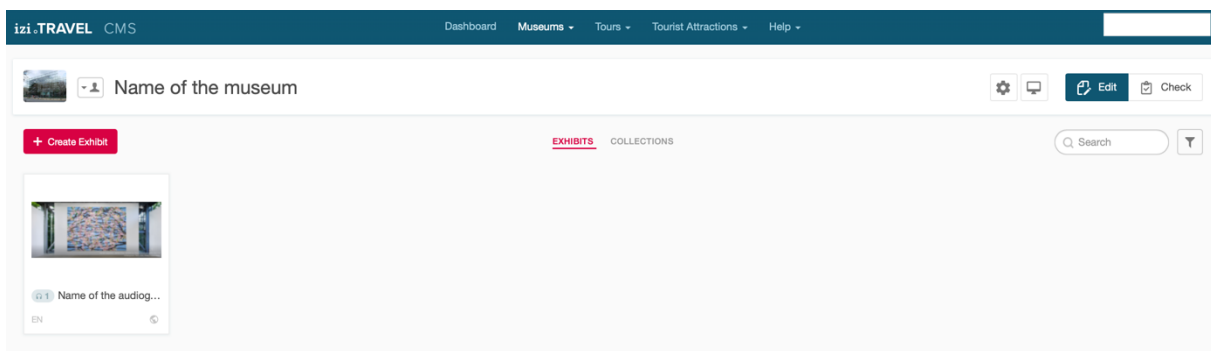 izi.TRAVEL CMS Dashboard Museums Tours Tourist Attractions Help
Name of the museum Edit Check
+ Create Exhibit EXHIBITS COLLECTIONS Search
1 Name of the audiog...
EN